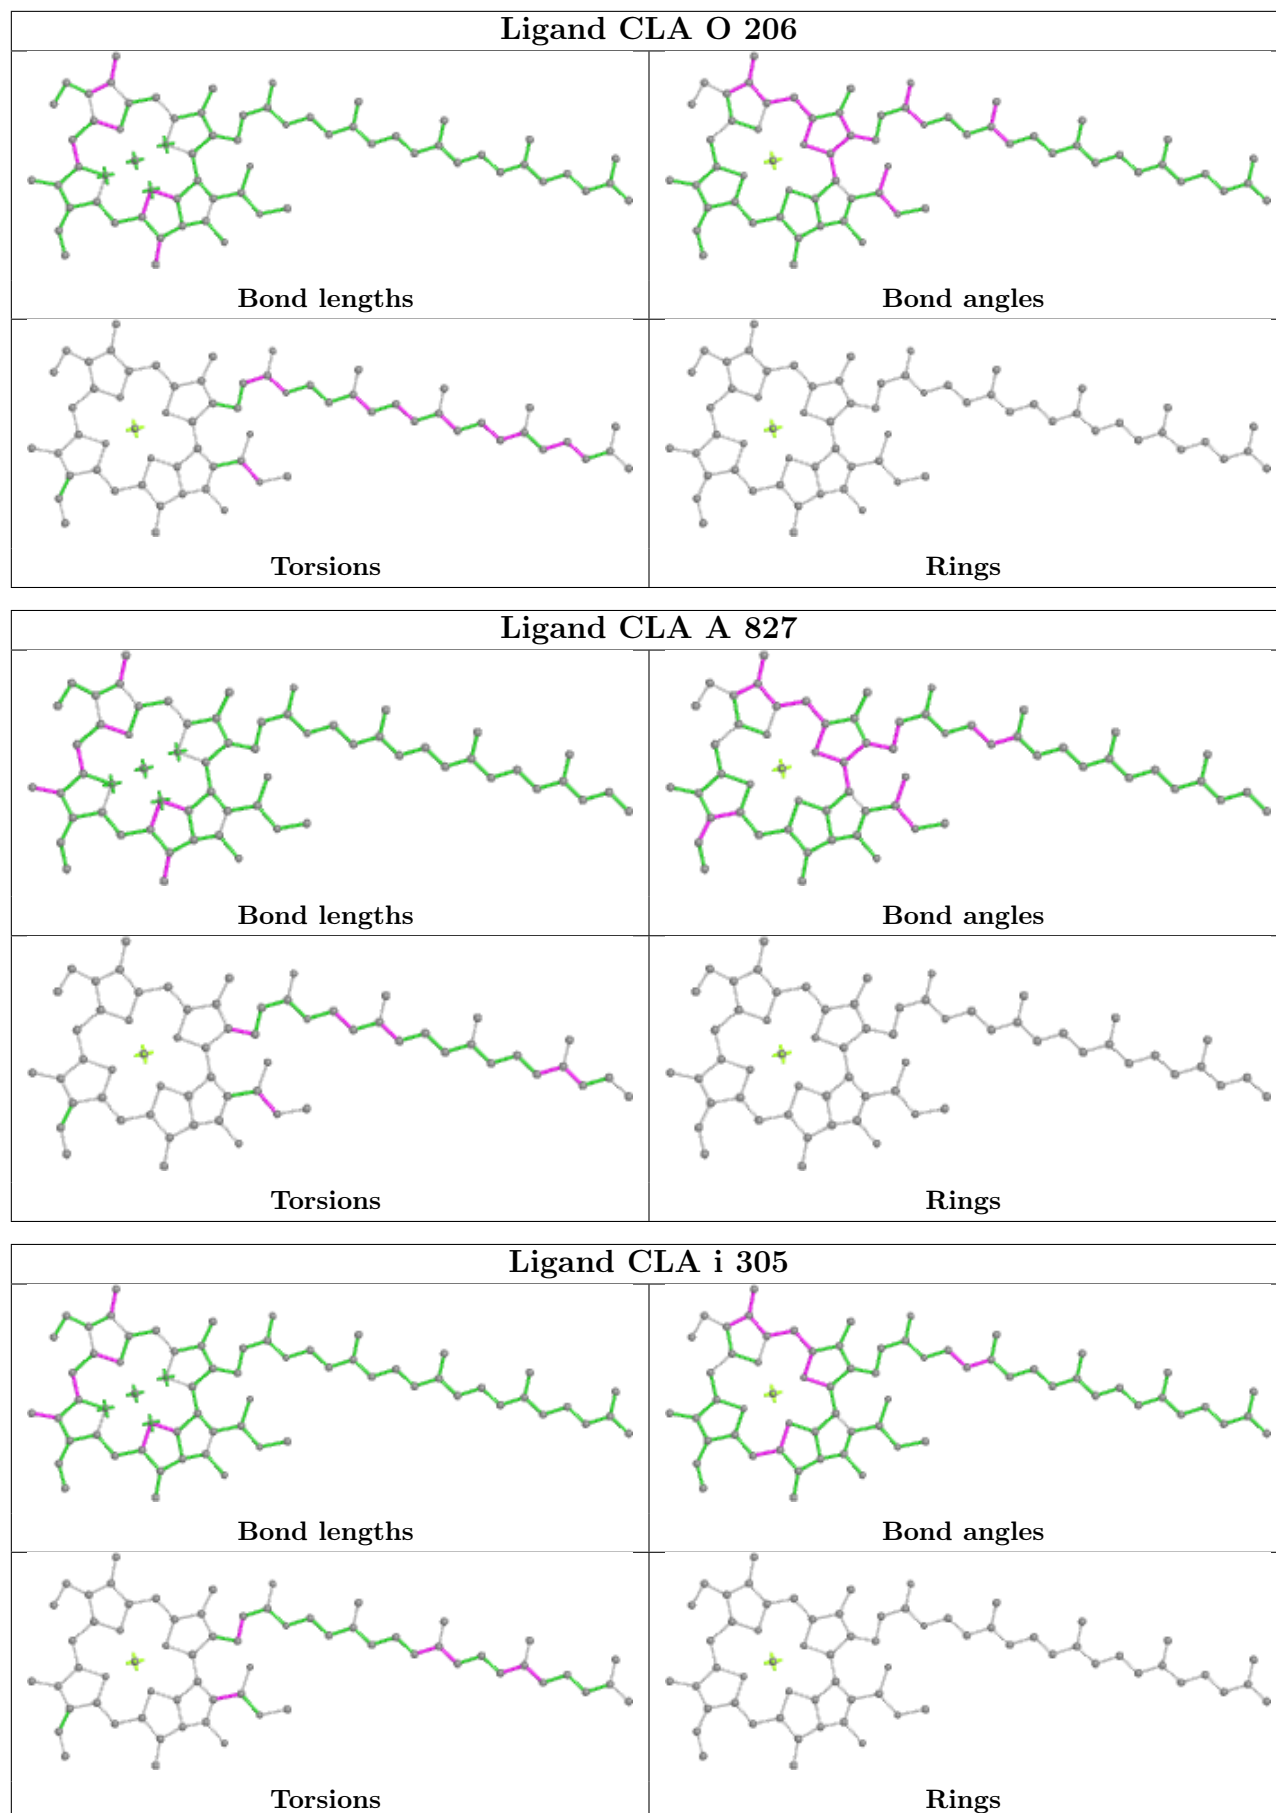 Ligand CLA O 206
Bond lengths
Bond angles
Torsions
Rings
Ligand CLA A 827
Bond lengths
Bond angles
Torsions
Rings
Ligand CLA i 305
Bond lengths
Bond angles
Torsions
Rings